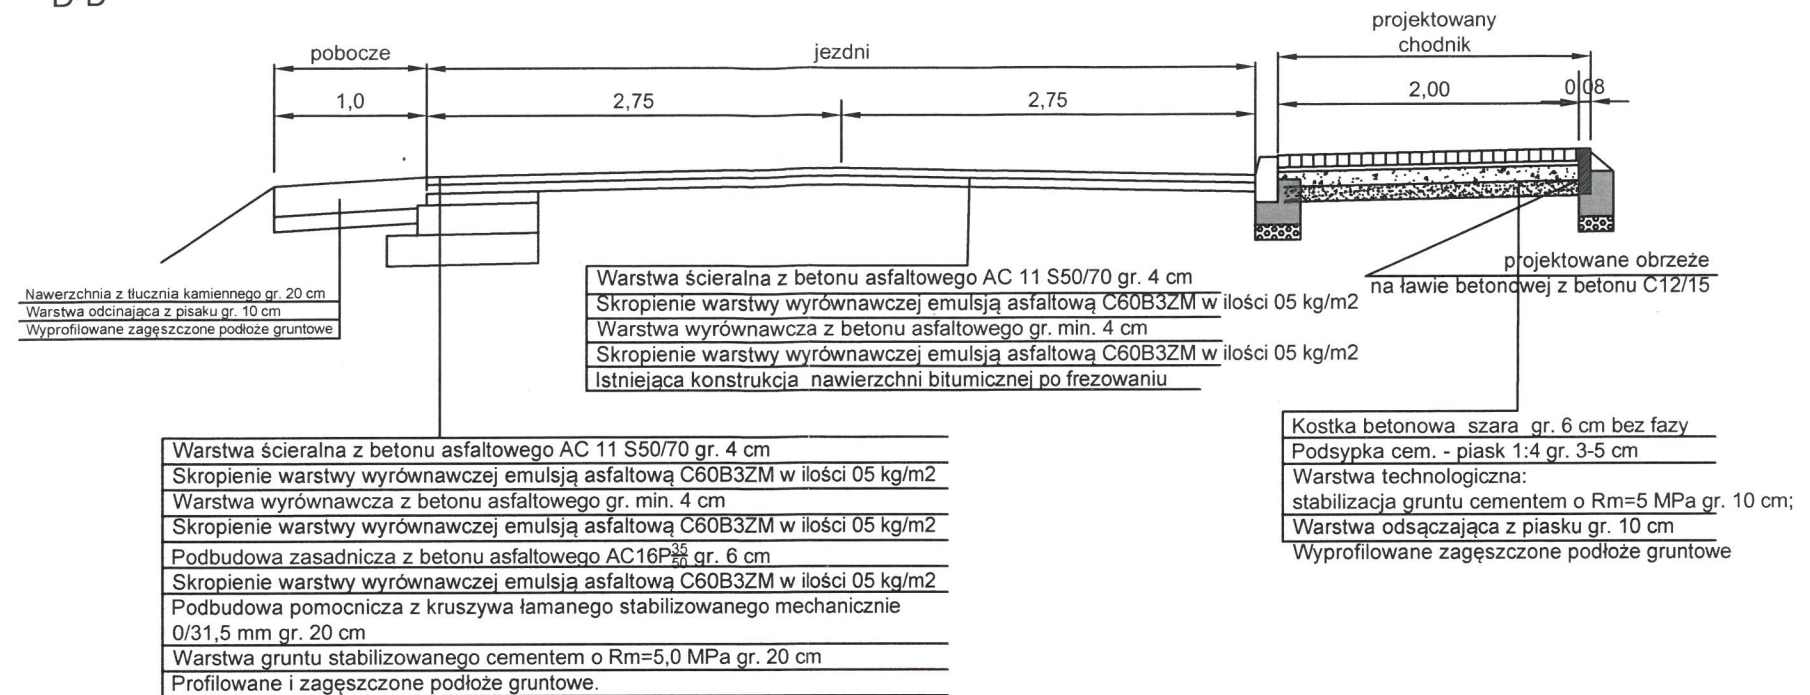 projektowany
chodnik
pobocze
jezdni
1,0
2,75
2,75
2,00
0,08
Nawerzchnia z tłucznia kamiennego gr. 20 cm
Warstwa odcinająca z pisaku gr. 10 cm
Wyprofilowane zagęszczone podłoże gruntowe
Warstwa ścieralna z betonu asfaltowego AC 11 S50/70 gr. 4 cm
Skropienie warstwy wyrównawczej emulsją asfaltową C60B3ZM w ilości 05 kg/m2
Warstwa wyrównawcza z betonu asfaltowego gr. min. 4 cm
Skropienie warstwy wyrównawczej emulsją asfaltową C60B3ZM w ilości 05 kg/m2
Istniejąca konstrukcja nawierzchni bitumicznej po frezowaniu
projektowane obrzeże
na ławie betonowej z betonu C12/15
Warstwa ścieralna z betonu asfaltowego AC 11 S50/70 gr. 4 cm
Skropienie warstwy wyrównawczej emulsją asfaltową C60B3ZM w ilości 05 kg/m2
Warstwa wyrównawcza z betonu asfaltowego gr. min. 4 cm
Skropienie warstwy wyrównawczej emulsją asfaltową C60B3ZM w ilości 05 kg/m2
Podbudowa zasadnicza z betonu asfaltowego AC16P 35/50 gr. 6 cm
Skropienie warstwy wyrównawczej emulsją asfaltową C60B3ZM w ilości 05 kg/m2
Podbudowa pomocnicza z kruszywa łamanego stabilizowanego mechanicznie
0/31,5 mm gr. 20 cm
Warstwa gruntu stabilizowanego cementem o Rm=5,0 MPa gr. 20 cm
Profilowane i zagęszczone podłoże gruntowe.
Kostka betonowa szara gr. 6 cm bez fazy
Podsypka cem. - piask 1:4 gr. 3-5 cm
Warstwa technologiczna:
stabilizacja gruntu cementem o Rm=5 MPa gr. 10 cm;
Warstwa odsączająca z piasku gr. 10 cm
Wyprofilowane zagęszczone podłoże gruntowe